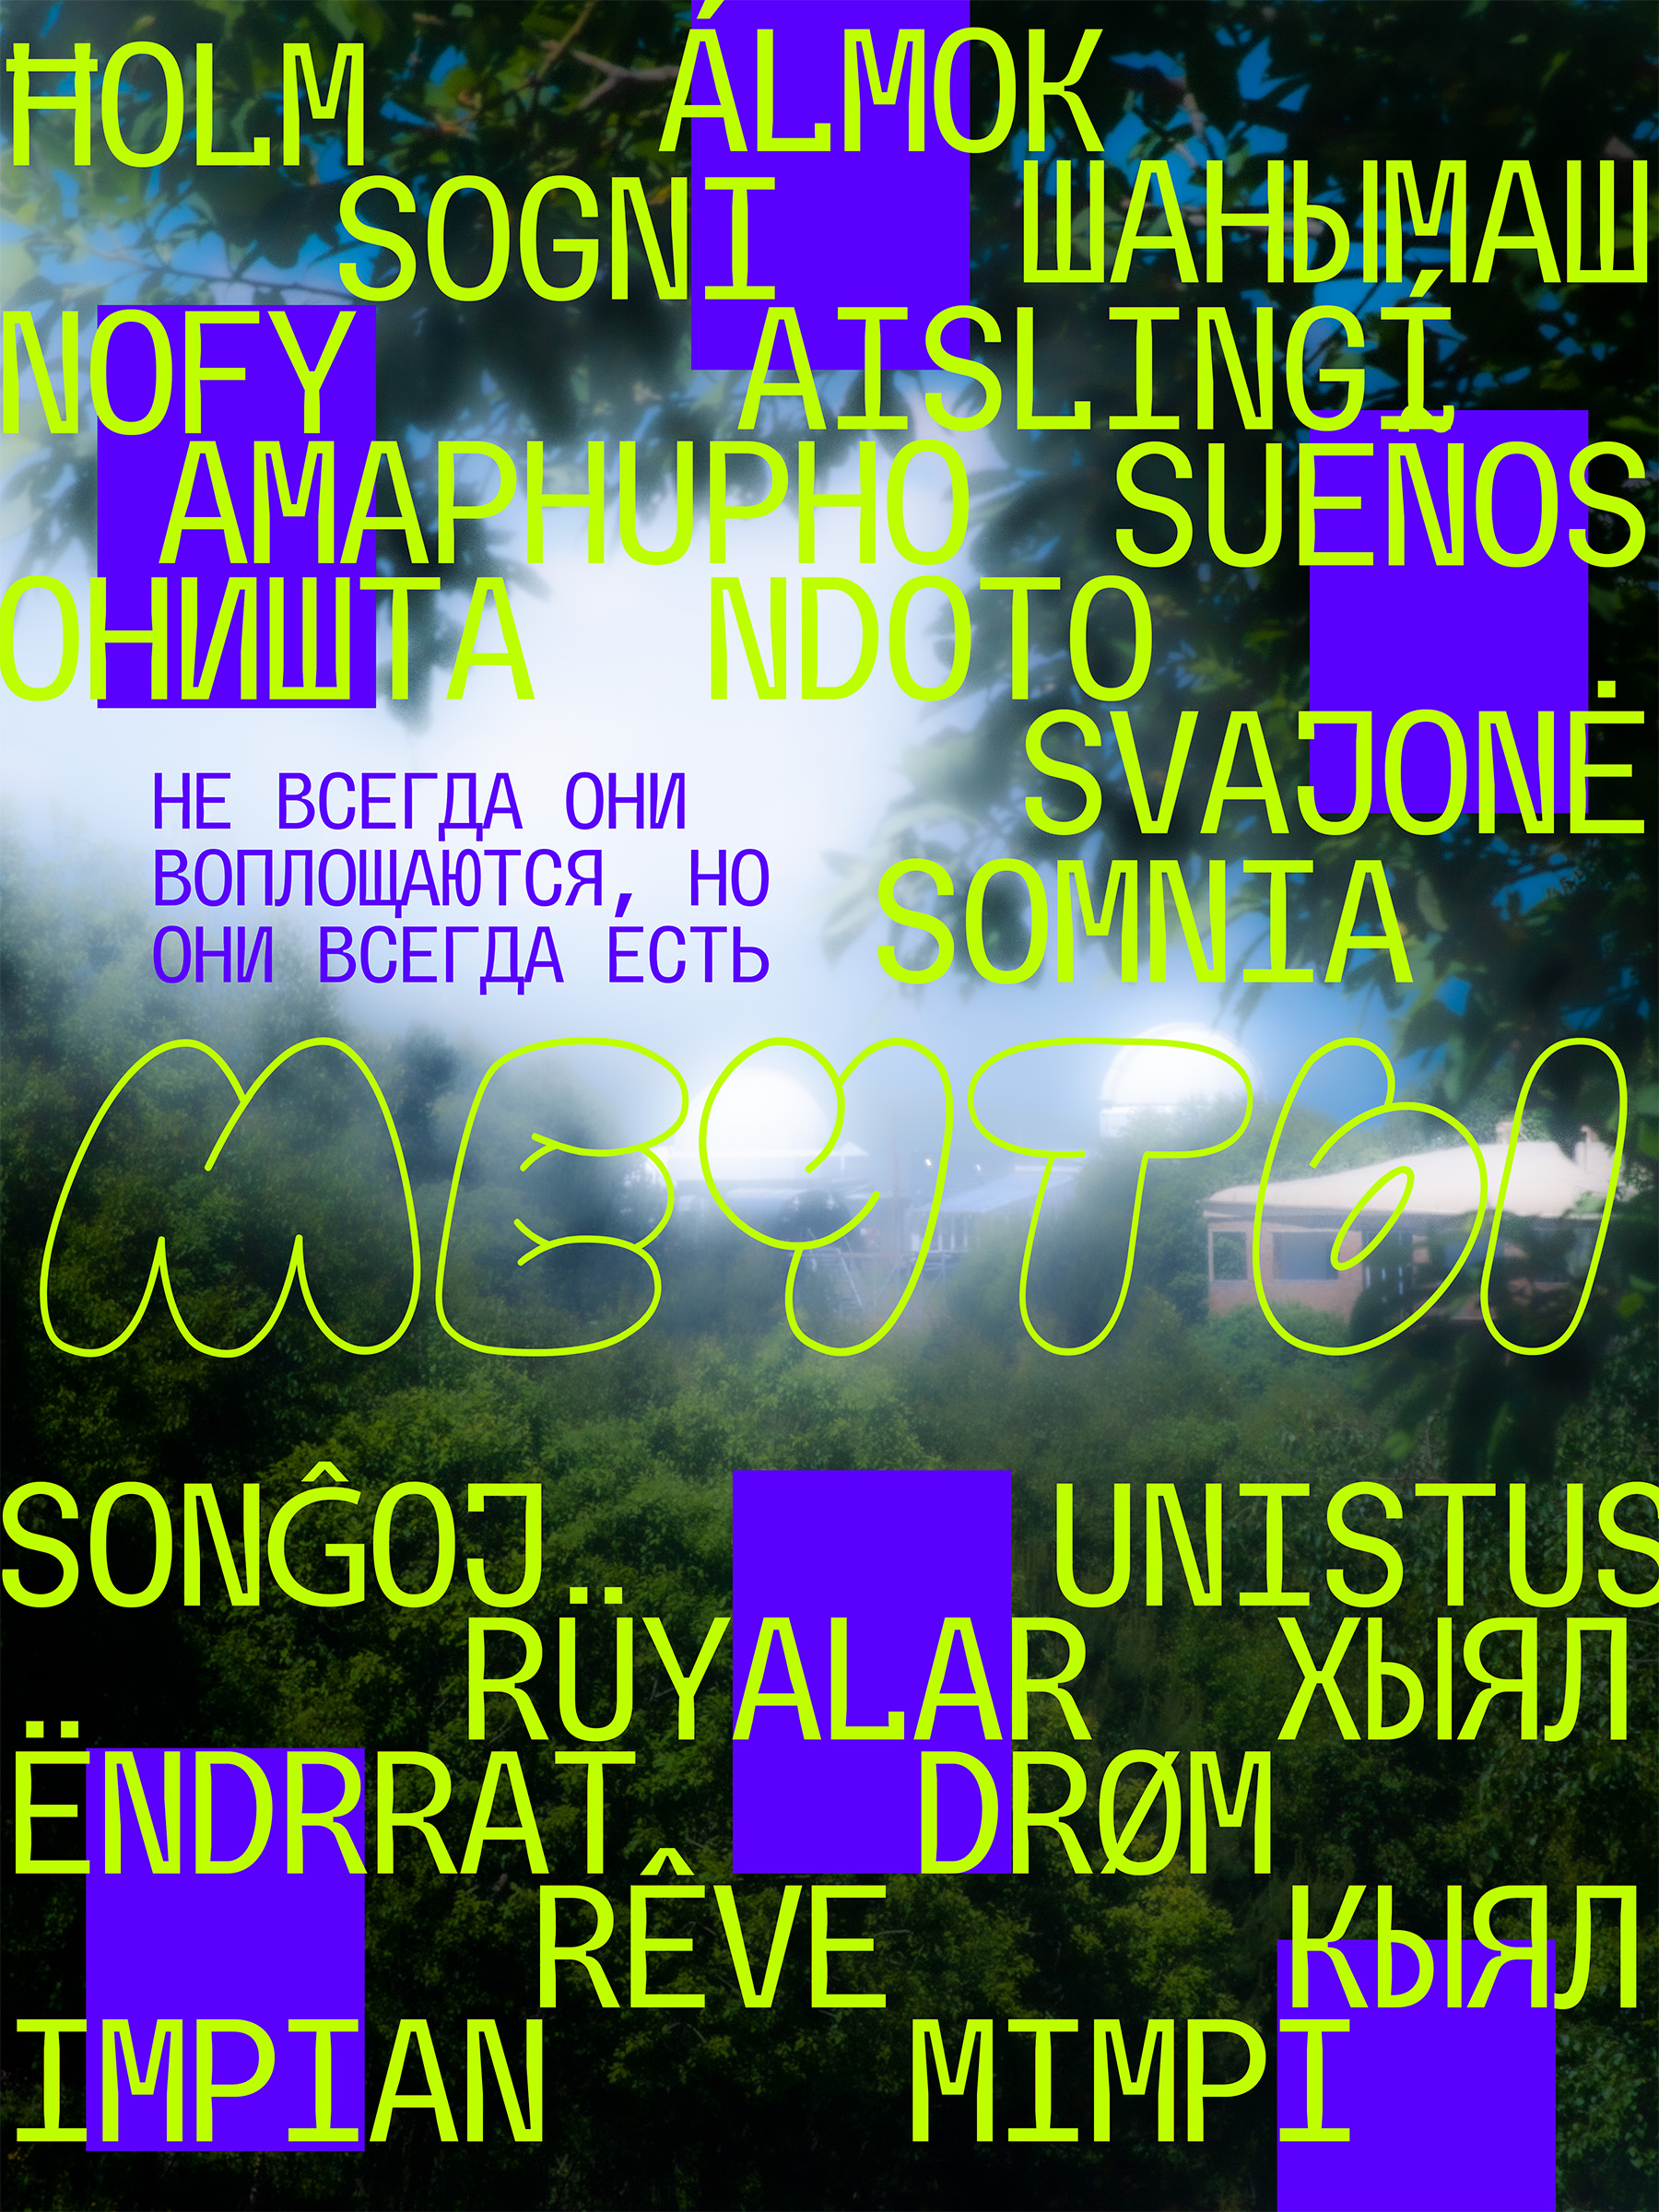 ĦOLM ÁLMOK
SOGNI ШАНЫМАШ
NOFY AISLINGÍ
AMAPHUPHO SUEÑOS
ОНИШТА NDOTO
SVAJONĖ
НЕ ВСЕГДА ОНИ
ВОПЛОЩАЮТСЯ, НО
ОНИ ВСЕГДА ЕСТЬ
SOMNIA
МЕЧТЫ
SONĜOJ UNISTUS
RÜYALAR ХЫЯЛ
ËNDRRAT DRØM
RÊVE КЫЯЛ
IMPIAN MIMPI